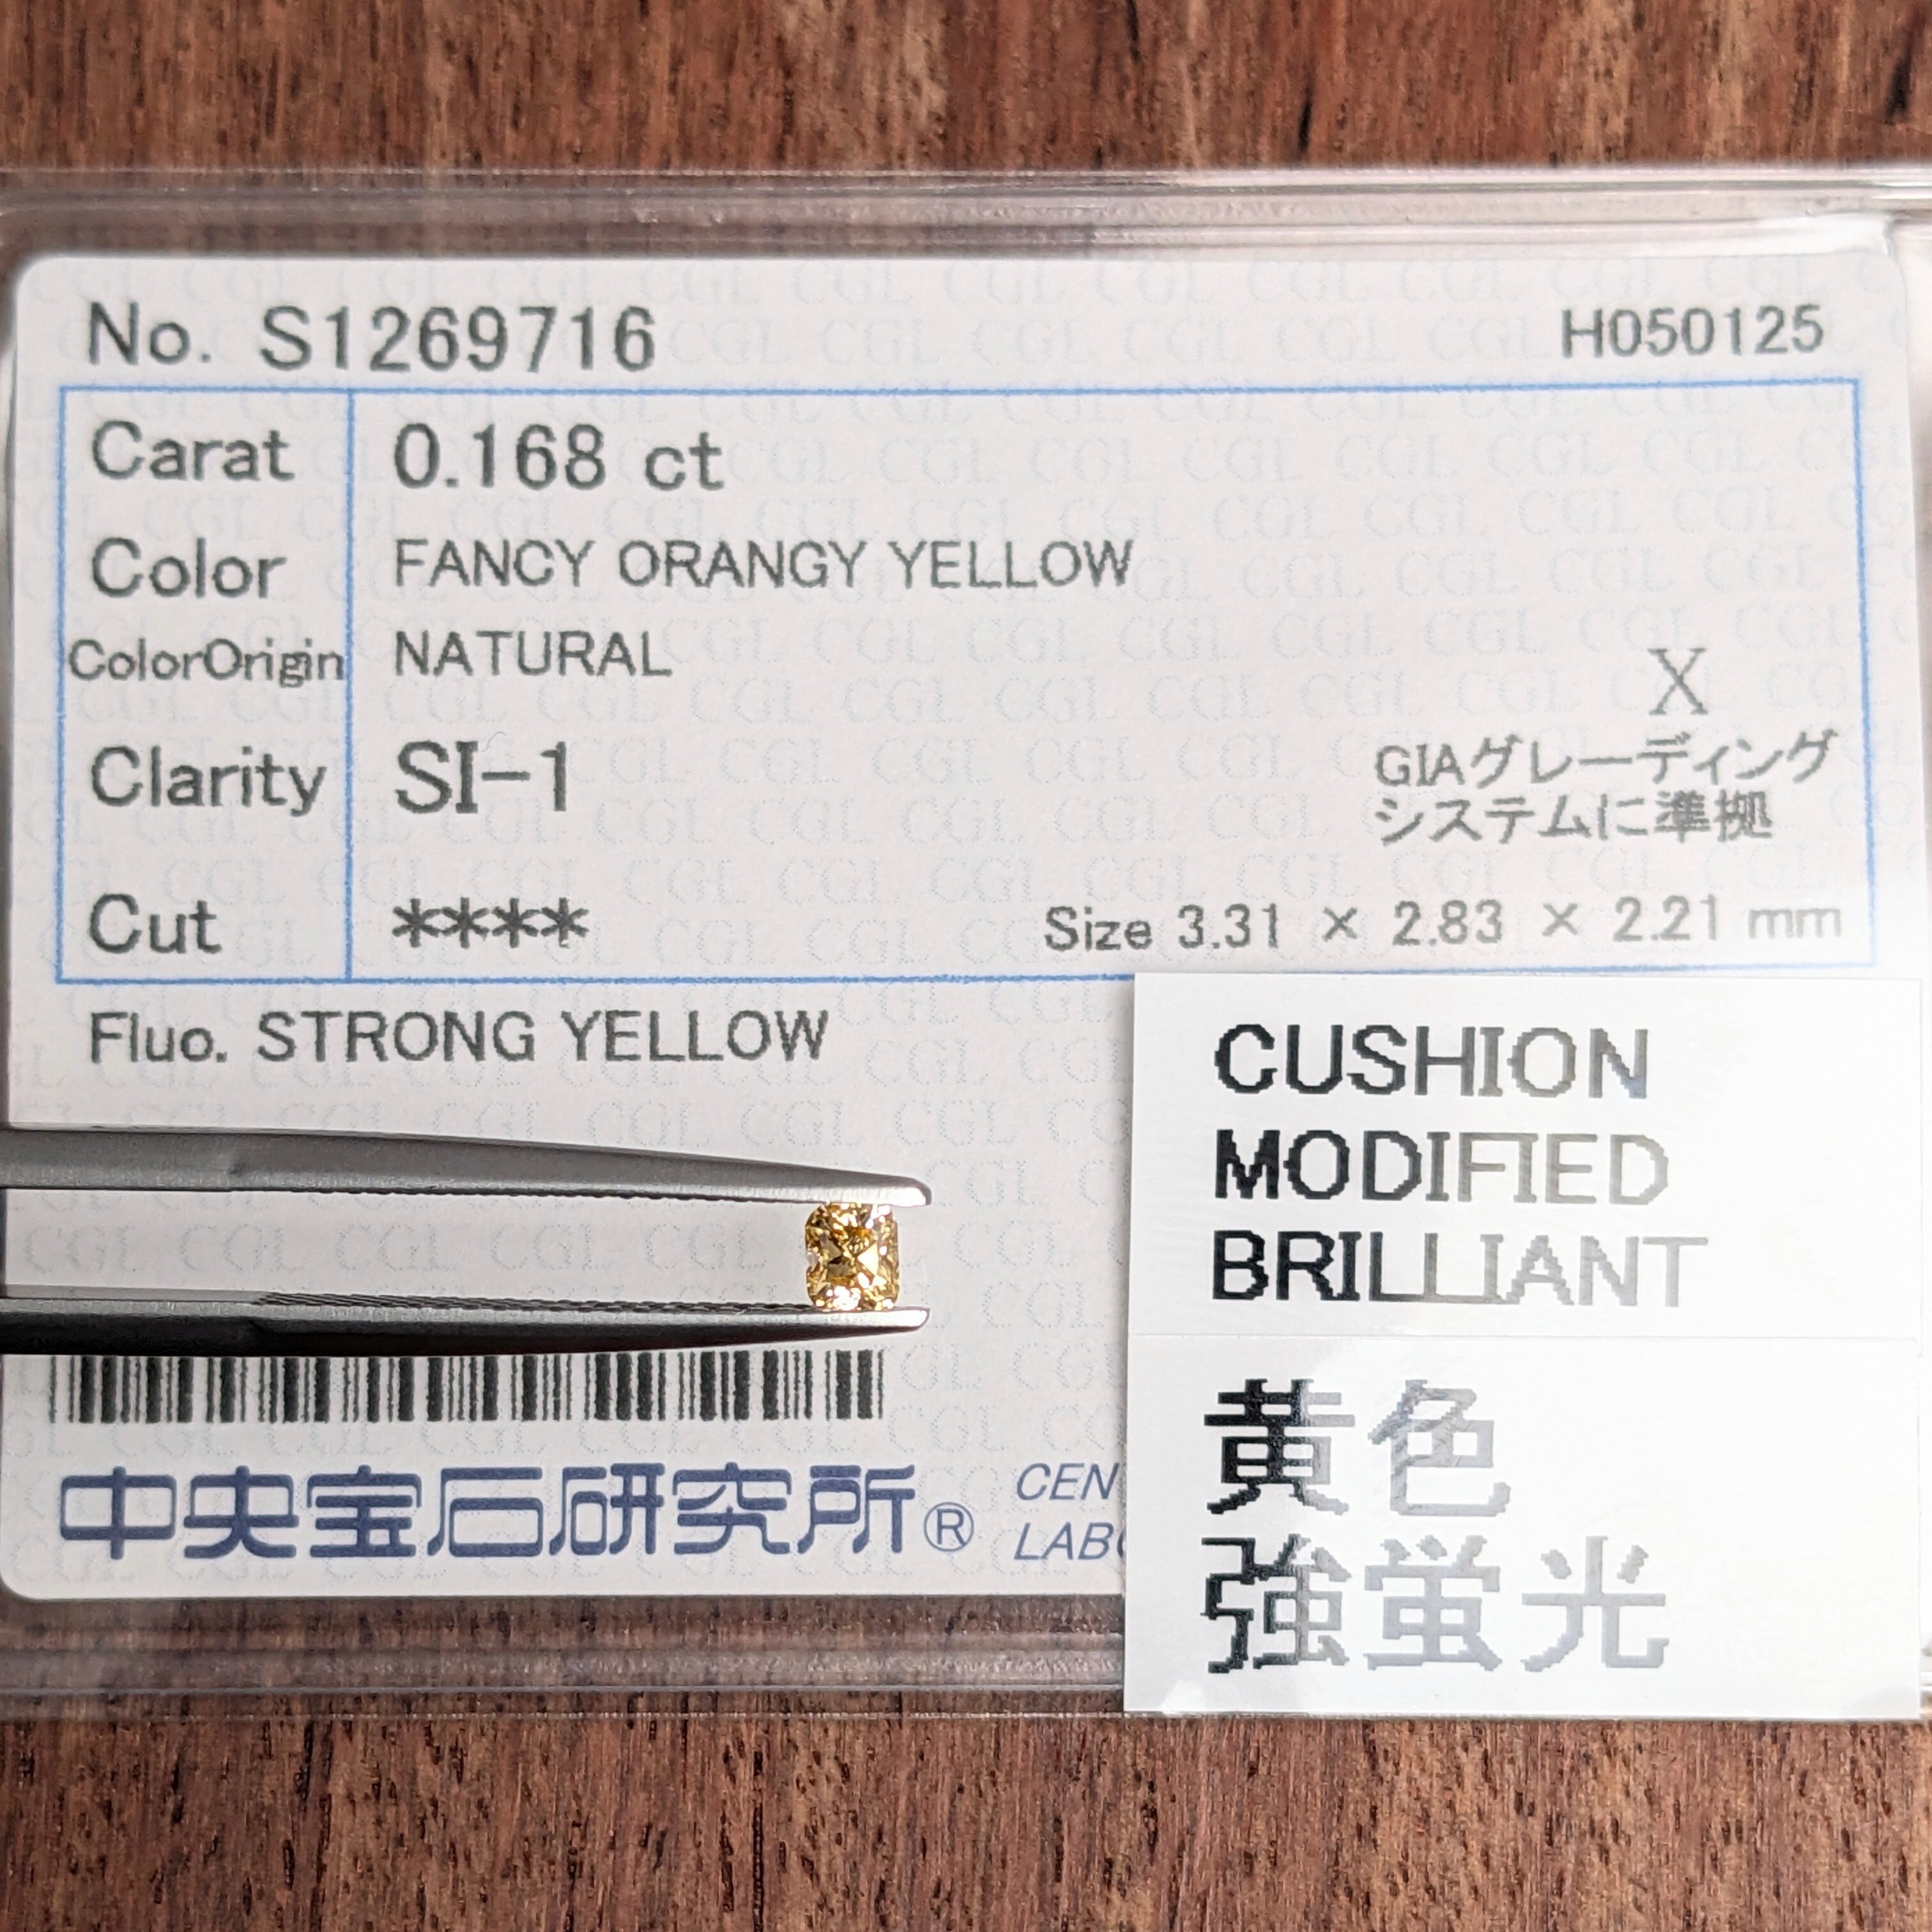 No. S1269716
H050125
Carat 0.168 ct
Color FANCY ORANGY YELLOW
ColorOrigin NATURAL
X
Clarity SI-1
GIAグレーディング
システムに準拠
Cut ****
Size 3.31 × 2.83 × 2.21 mm
Fluo. STRONG YELLOW
CUSHION
MODIFIED
BRILLIANT
黄色
強蛍光
中央宝石研究所®
CEN
LAB
CGL